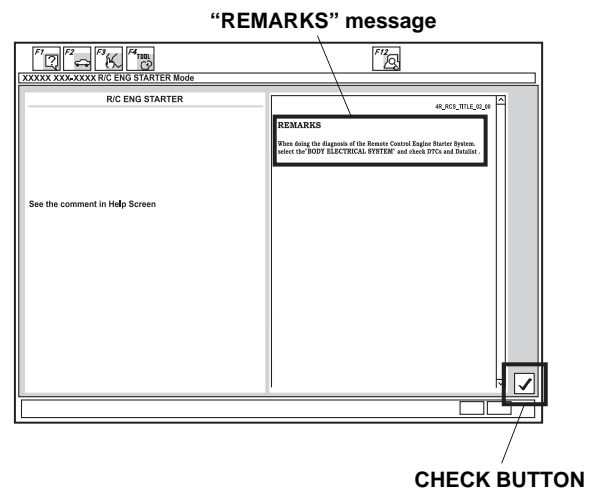 “REMARKS” message
F1 F2 F3 F4 TOOL F12
XXXXX XXX-XXXX R/C ENG STARTER Mode
R/C ENG STARTER
See the comment in Help Screen
4R_RCS_TITLE_02_00
REMARKS
When doing the diagnosis of the Remote Control Engine Starter System.
select the"BODY ELECTRICAL SYSTEM" and check DTCs and Datalist .
CHECK BUTTON